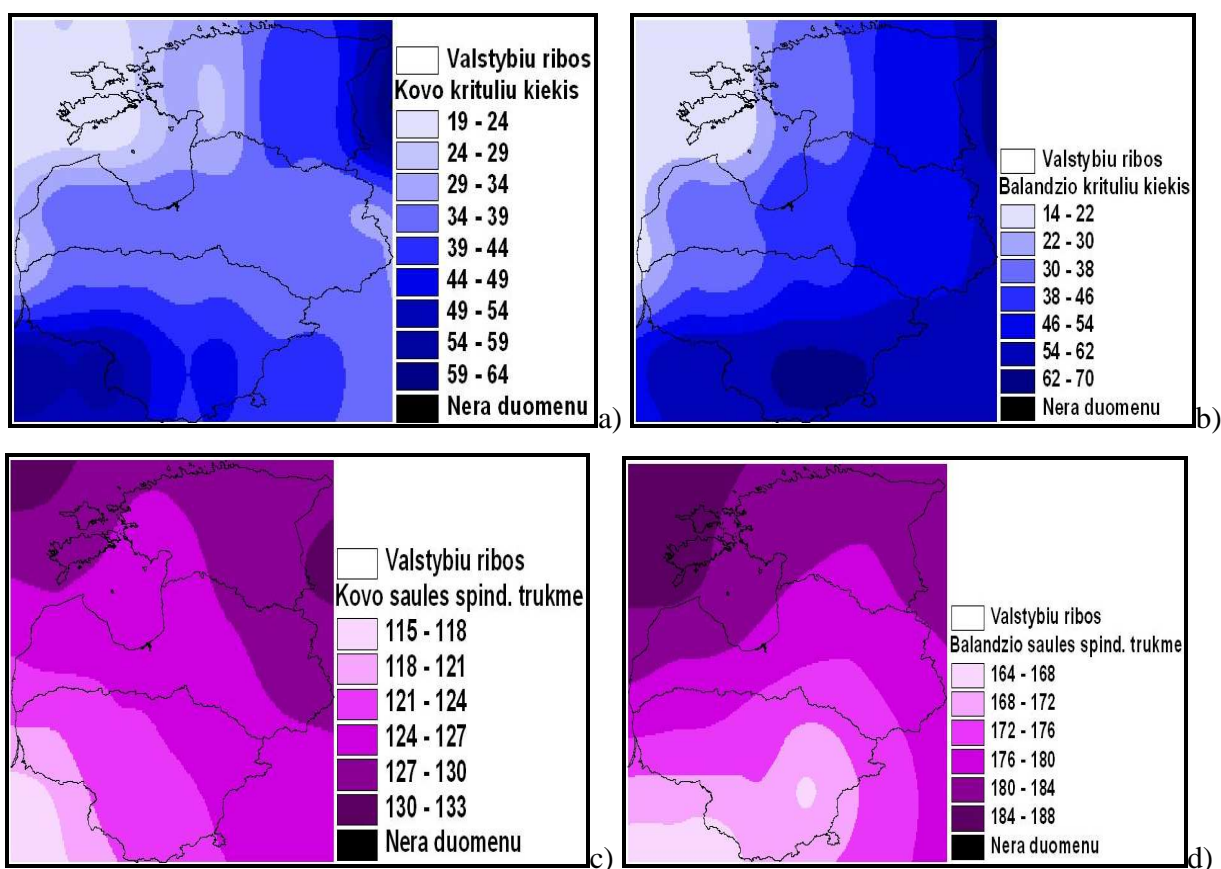 Valstybiu ribos
Kovo krituliu kiekis
19 - 24
24 - 29
29 - 34
34 - 39
39 - 44
44 - 49
49 - 54
54 - 59
59 - 64
Nera duomenu
a)
Valstybiu ribos
Balandzio krituliu kiekis
14 - 22
22 - 30
30 - 38
38 - 46
46 - 54
54 - 62
62 - 70
Nera duomenu
b)
Valstybiu ribos
Kovo saules spind. trukme
115 - 118
118 - 121
121 - 124
124 - 127
127 - 130
130 - 133
Nera duomenu
c)
Valstybiu ribos
Balandzio saules spind. trukme
164 - 168
168 - 172
172 - 176
176 - 180
180 - 184
184 - 188
Nera duomenu
d)